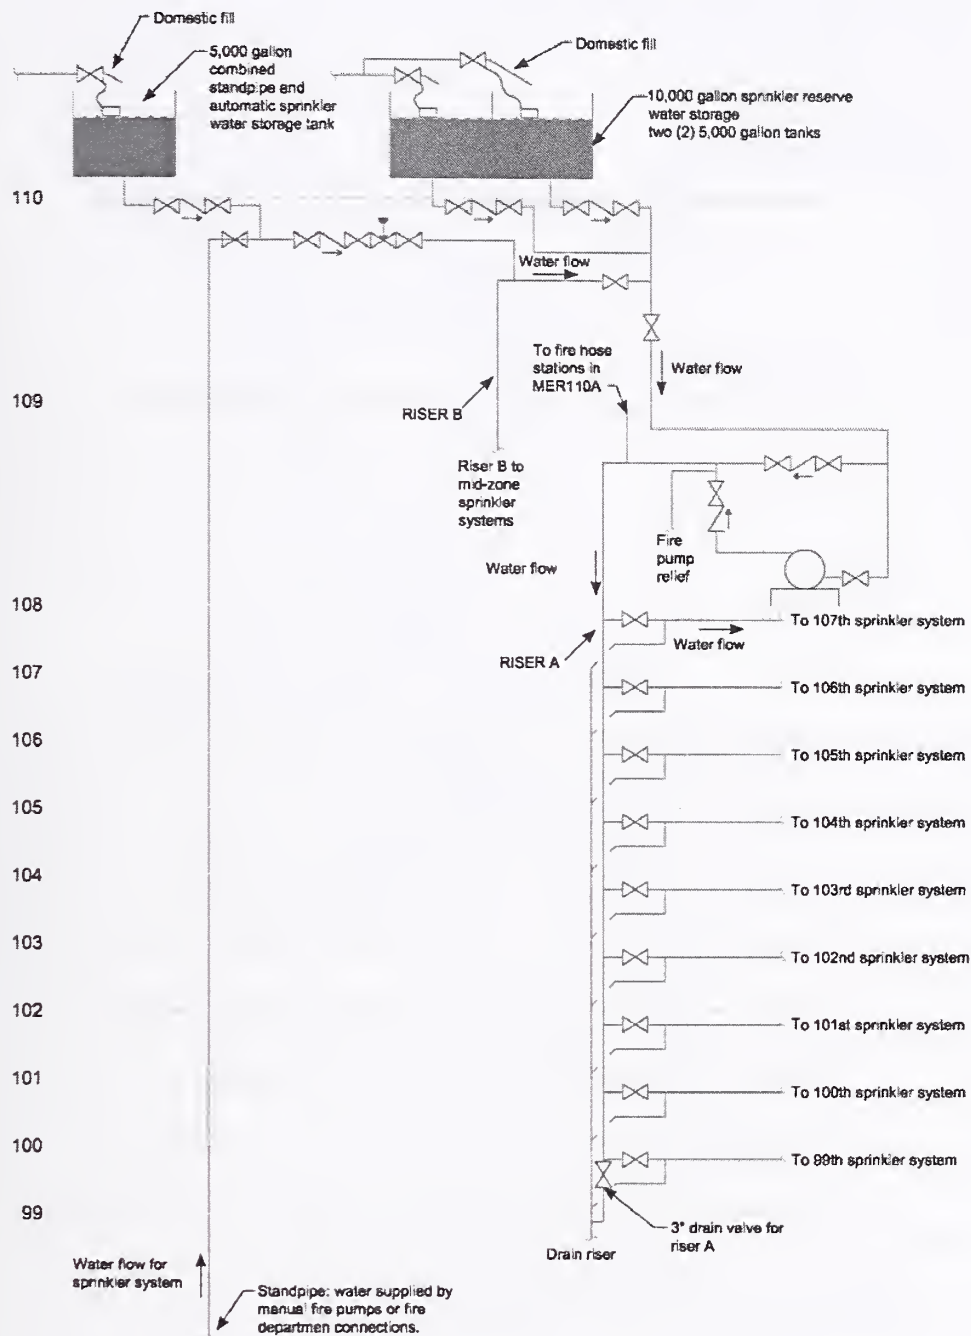 Domestic fill
5,000 gallon
combined
standpipe and
automatic sprinkler
water storage tank
Domestic fill
10,000 gallon sprinkler reserve
water storage
two (2) 5,000 gallon tanks
110
Water flow
To fire hose
stations in
MER110A
Water flow
109
RISER B
Riser B to
mid-zone
sprinkler
systems
Fire
pump
relief
Water flow
108
To 107th sprinkler system
Water flow
RISER A
107
To 106th sprinkler system
106
To 105th sprinkler system
105
To 104th sprinkler system
104
To 103rd sprinkler system
103
To 102nd sprinkler system
102
To 101st sprinkler system
101
To 100th sprinkler system
100
To 99th sprinkler system
99
3" drain valve for
riser A
Drain riser
Water flow for
sprinkler system
Standpipe: water supplied by
manual fire pumps or fire
departmen connections.